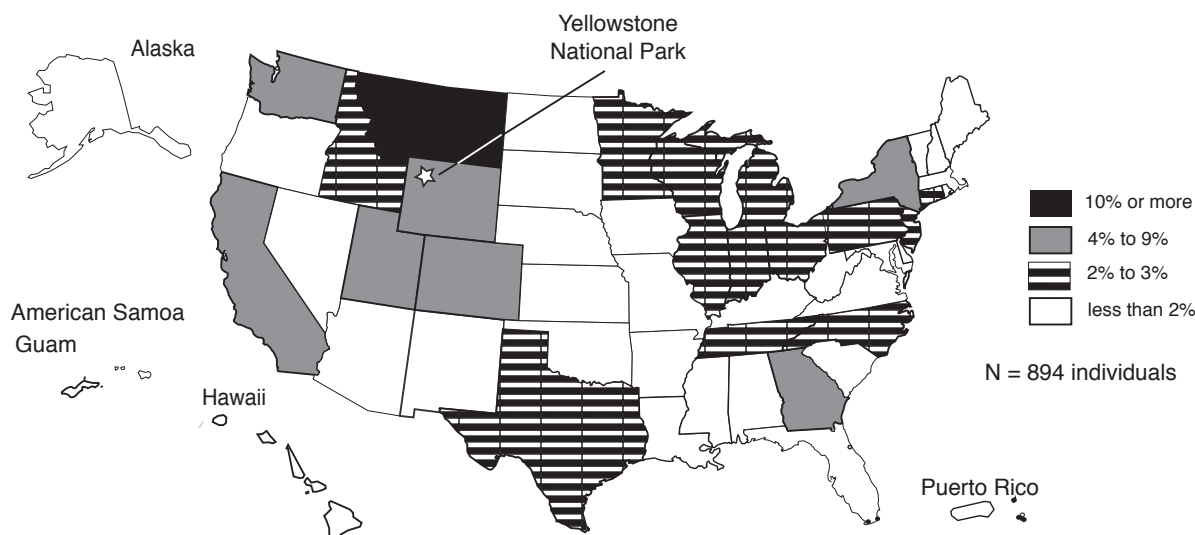 Yellowstone
National Park
Alaska
10% or more
4% to 9%
2% to 3%
less than 2%
American Samoa
Guam
N = 894 individuals
Hawaii
Puerto Rico